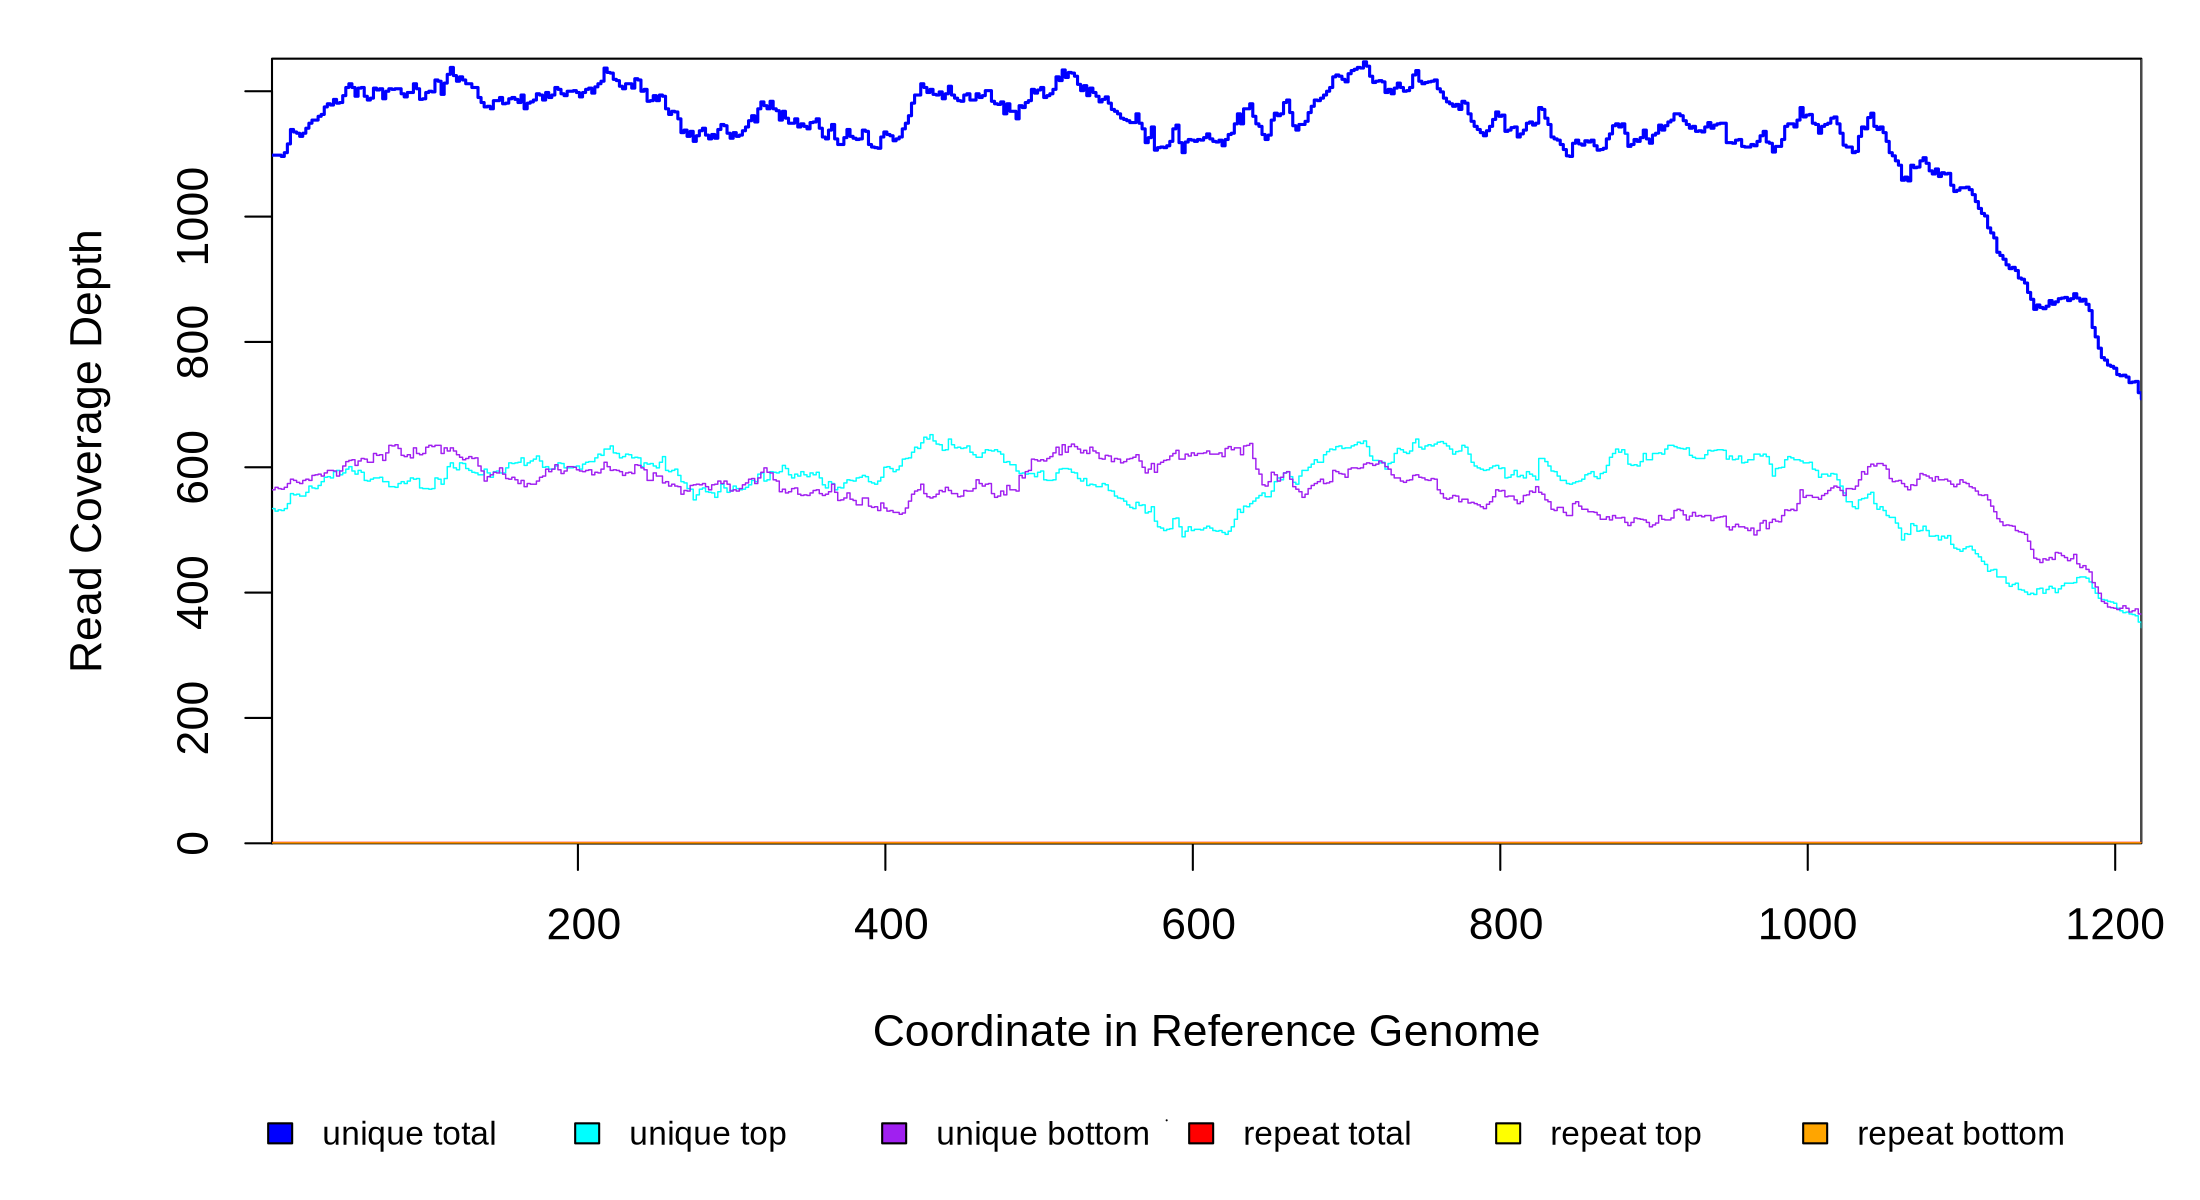 Read Coverage Depth
1000
800
600
400
200
0
200 400 600 800 1000 1200
Coordinate in Reference Genome
unique total unique top unique bottom repeat total repeat top repeat bottom